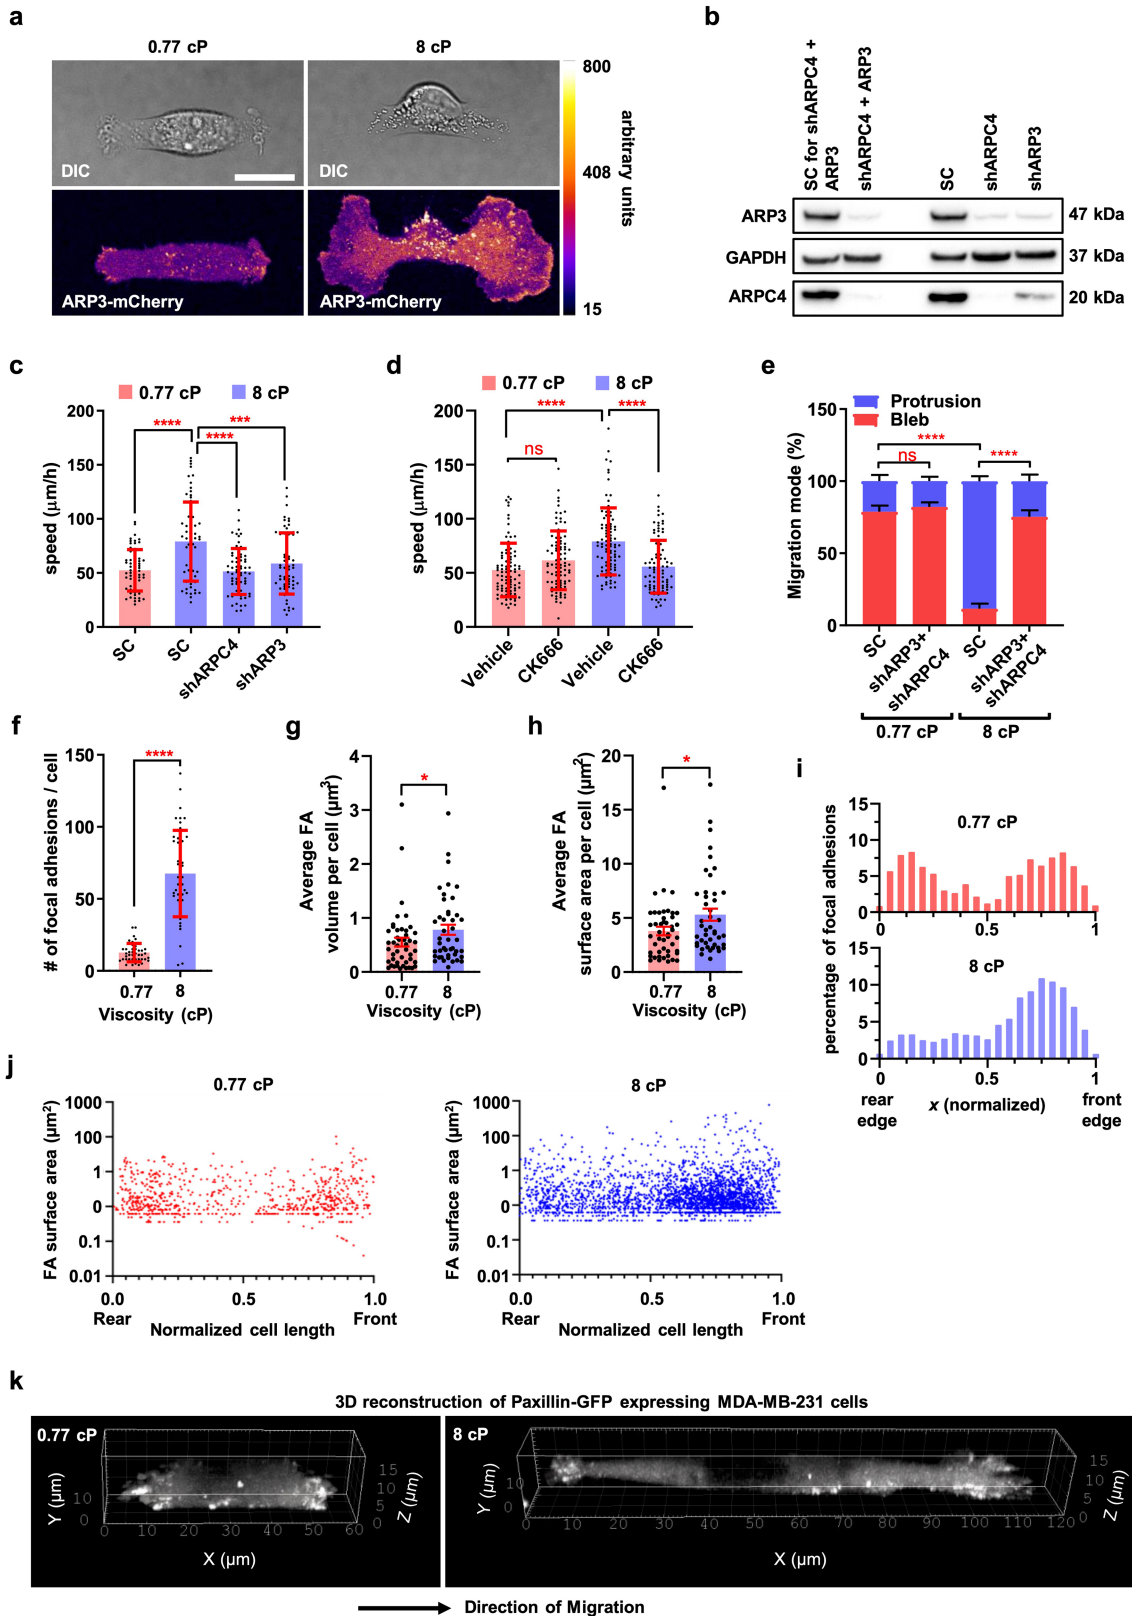 a
0.77 cP
8 cP
DIC
DIC
ARP3-mCherry
ARP3-mCherry
800
408
15
arbitrary units
b
SC for shARPC4 +
ARP3
shARPC4 + ARP3
SC
shARPC4
shARP3
ARP3
47 kDa
GAPDH
37 kDa
ARPC4
20 kDa
c
0.77 cP
8 cP
speed (μm/h)
200
150
100
50
0
****
****
***
SC
SC
shARPC4
shARP3
d
0.77 cP
8 cP
speed (μm/h)
200
150
100
50
0
****
****
ns
Vehicle
CK666
Vehicle
CK666
e
Protrusion
Bleb
Migration mode (%)
150
100
50
0
****
ns
****
SC
shARP3+
shARPC4
SC
shARP3+
shARPC4
0.77 cP
8 cP
f
# of focal adhesions / cell
150
100
50
0
****
0.77
8
Viscosity (cP)
g
Average FA
volume per cell (μm³)
4
3
2
1
0
*
0.77
8
Viscosity (cP)
h
Average FA
surface area per cell (μm²)
20
15
10
5
0
*
0.77
8
Viscosity (cP)
i
percentage of focal adhesions
15
10
5
0
0.77 cP
15
10
5
0
8 cP
0
0.5
1
rear
edge
x (normalized)
front
edge
j
0.77 cP
FA surface area (μm²)
1000
100
1
0
0.1
0.01
0.0
0.5
1.0
Rear
Normalized cell length
Front
8 cP
FA surface area (μm²)
1000
100
1
0
0.1
0.01
0.0
0.5
1.0
Rear
Normalized cell length
Front
k
3D reconstruction of Paxillin-GFP expressing MDA-MB-231 cells
0.77 cP
Y (μm)
10
0
0 10 20 30 40 50 60
X (μm)
15
10
5
0
Z (μm)
8 cP
Y (μm)
10
0
0 10 20 30 40 50 60 70 80 90 100 110 120
X (μm)
15
10
5
0
Z (μm)
Direction of Migration